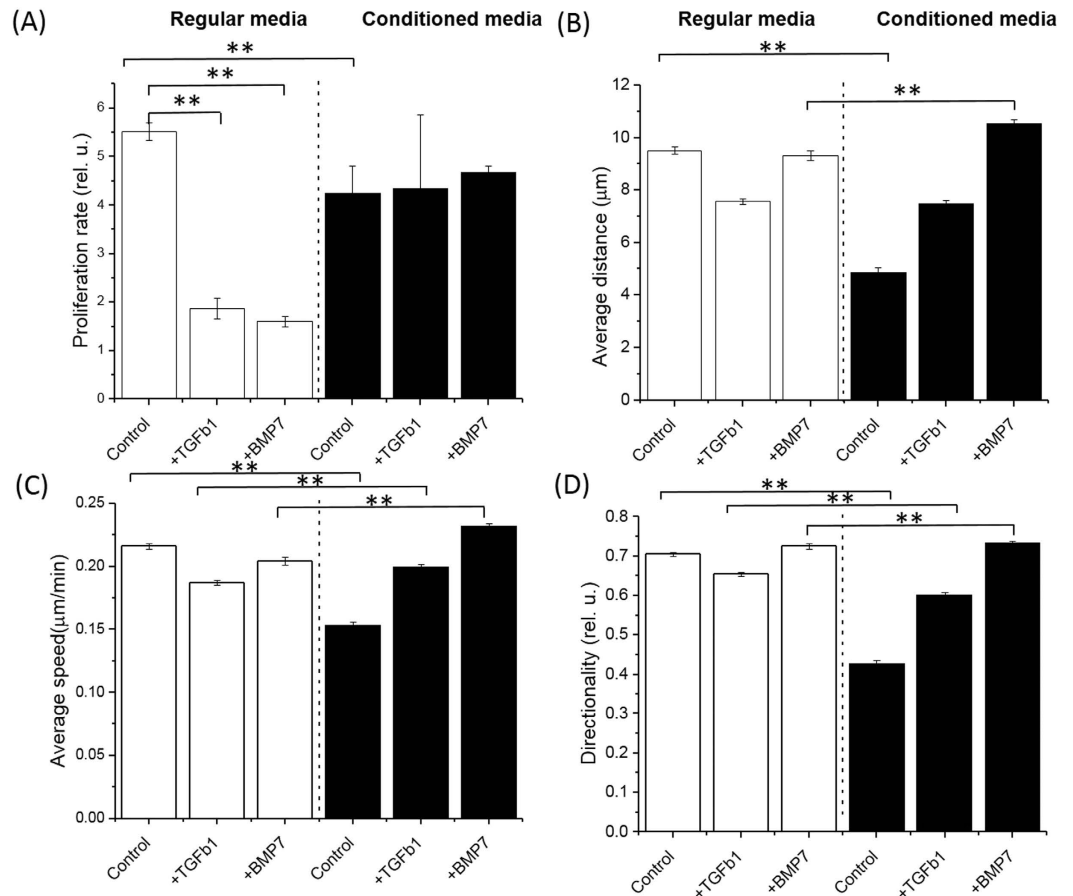 (A) Regular media Conditioned media
** ** **
Proliferation rate (rel. u.)
6
5
4
3
2
1
0
Control +TGFb1 +BMP7 Control +TGFb1 +BMP7
(B) Regular media Conditioned media
** **
Average distance (μm)
12
10
8
6
4
2
0
Control +TGFb1 +BMP7 Control +TGFb1 +BMP7
(C)
** ** **
Average speed(μm/min)
0.25
0.20
0.15
0.10
0.05
0.00
Control +TGFb1 +BMP7 Control +TGFb1 +BMP7
(D)
** ** **
Directionality (rel. u.)
0.8
0.7
0.6
0.5
0.4
0.3
0.2
0.1
0.0
Control +TGFb1 +BMP7 Control +TGFb1 +BMP7